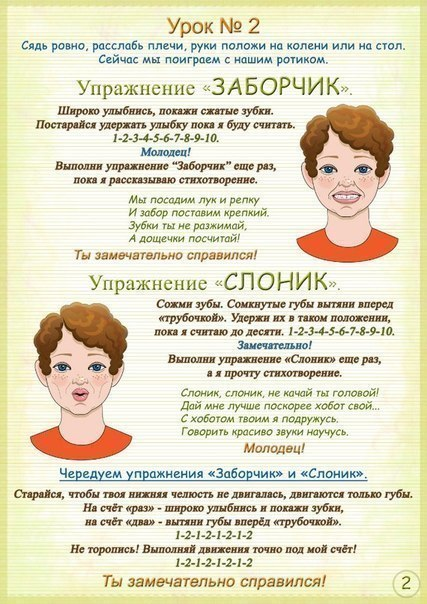 Урок № 2
Сядь ровно, расслабь плечи, руки положи на колени или на стол.
Сейчас мы поиграем с нашим ротиком.
Упражнение «ЗАБОРЧИК».
Широко улыбнись, покажи сжатые зубки.
Постарайся удержать улыбку пока я буду считать.
1-2-3-4-5-6-7-8-9-10.
Молодец!
Выполни упражнение "Заборчик" еще раз,
пока я рассказываю стихотворение.
Мы посадим лук и репку
И забор поставим крепкий.
Зубки ты не разжимай,
А дощечки посчитай!
Ты замечательно справился!
Упражнение «СЛОНИК».
Сожми зубы. Сомкнутые губы вытяни вперед
«трубочкой». Удержи их в таком положении,
пока я считаю до десяти. 1-2-3-4-5-6-7-8-9-10.
Замечательно!
Выполни упражнение «Слоник» еще раз,
а я прочту стихотворение.
Слоник, слоник, не качай ты головой!
Дай мне лучше поскорее хобот свой...
С хоботом твоим я подружусь.
Говорить красиво звуки научусь.
Молодец!
Чередуем упражнения «Заборчик» и «Слоник».
Старайся, чтобы твоя нижняя челюсть не двигалась, двигаются только губы.
На счёт «раз» - широко улыбнись и покажи зубки,
на счёт «два» - вытяни губы вперёд «трубочкой».
1-2-1-2-1-2-1-2
Не торопись! Выполняй движения точно под мой счёт!
1-2-1-2-1-2-1-2
Ты замечательно справился!
2